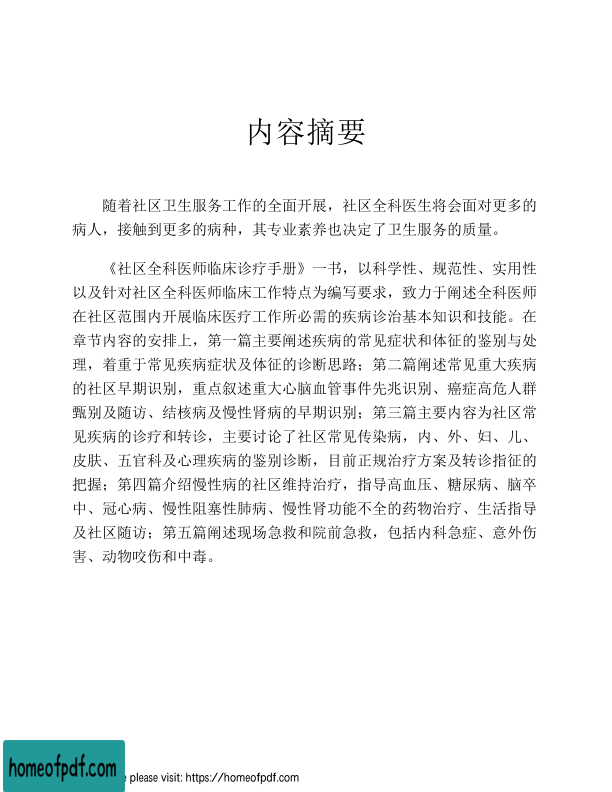 内容摘要
随着社区卫生服务工作的全面开展，社区全科医生将会面对更多的
病人，接触到更多的病种，其专业素养也决定了卫生服务的质量。
《社区全科医师临床诊疗手册》一书，以科学性、规范性、实用性
以及针对社区全科医师临床工作特点为编写要求，致力于阐述全科医师
在社区范围内开展临床医疗工作所必需的疾病诊治基本知识和技能。在
章节内容的安排上，第一篇主要阐述疾病的常见症状和体征的鉴别与处
理，着重于常见疾病症状及体征的诊断思路；第二篇阐述常见重大疾病
的社区早期识别，重点叙述重大心脑血管事件先兆识别、癌症高危人群
甄别及随访、结核病及慢性肾病的早期识别；第三篇主要内容为社区常
见疾病的诊疗和转诊，主要讨论了社区常见传染病，内、外、妇、儿、
皮肤、五官科及心理疾病的鉴别诊断，目前正规治疗方案及转诊指征的
把握；第四篇介绍慢性病的社区维持治疗，指导高血压、糖尿病、脑卒
中、冠心病、慢性阻塞性肺病、慢性肾功能不全的药物治疗、生活指导
及社区随访；第五篇阐述现场急救和院前急救，包括内科急症、意外伤
害、动物咬伤和中毒。
homeofpdf.com
e please visit: https://homeofpdf.com